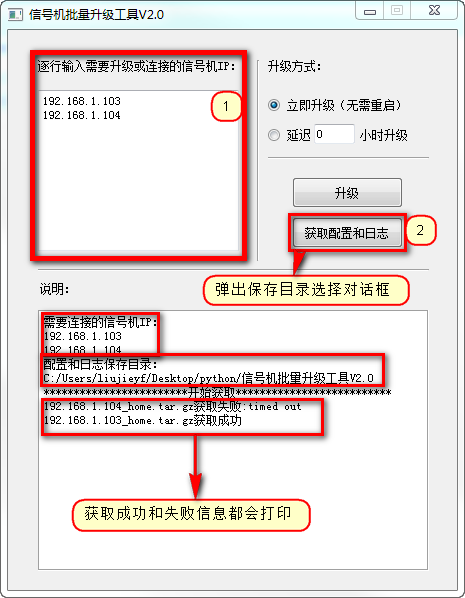 信号机批量升级工具V2.0
逐行输入需要升级或连接的信号机IP:
192.168.1.103
192.168.1.104
1
升级方式:
立即升级（无需重启）
延迟 0 小时升级
升级
获取配置和日志
2
弹出保存目录选择对话框
说明:
需要连接的信号机IP:
192.168.1.103
192.168.1.104
配置和日志保存目录:
C:/Users/liujieyf/Desktop/python/信号机批量升级工具V2.0
************************开始获取**************************
192.168.1.104_home.tar.gz获取失败:timed out
192.168.1.103_home.tar.gz获取成功
获取成功和失败信息都会打印